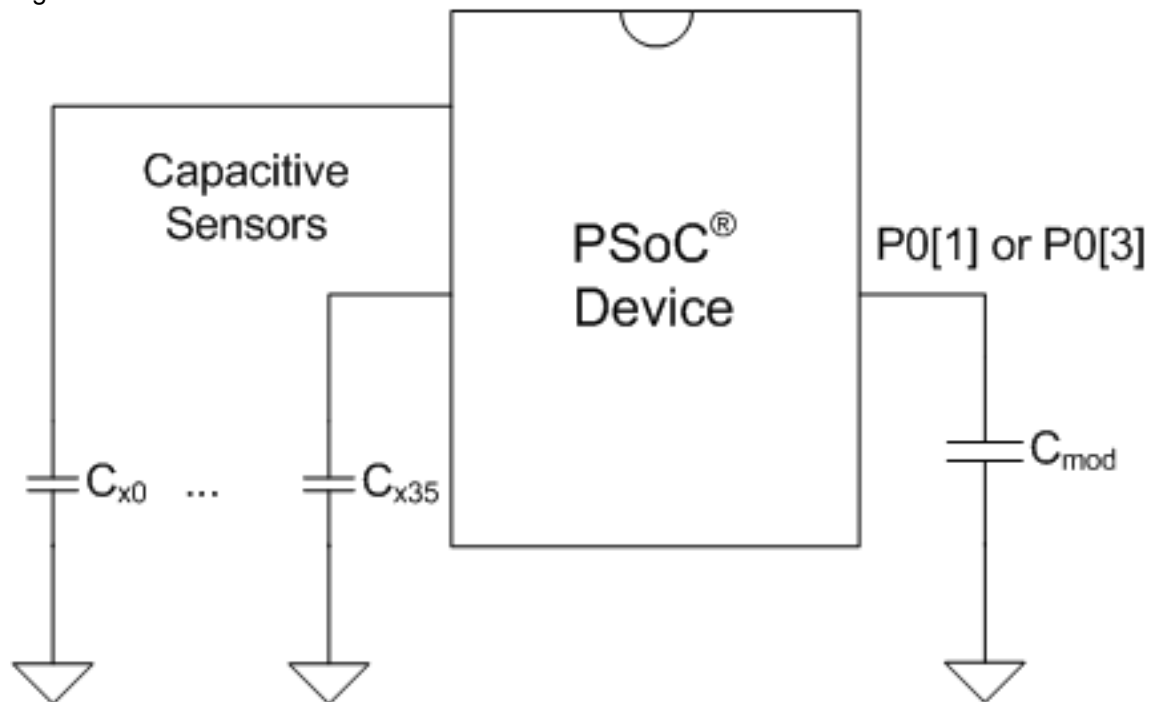 Capacitive
Sensors
PSoC®
Device
P0[1] or P0[3]
Cx0 ... Cx35
Cmod